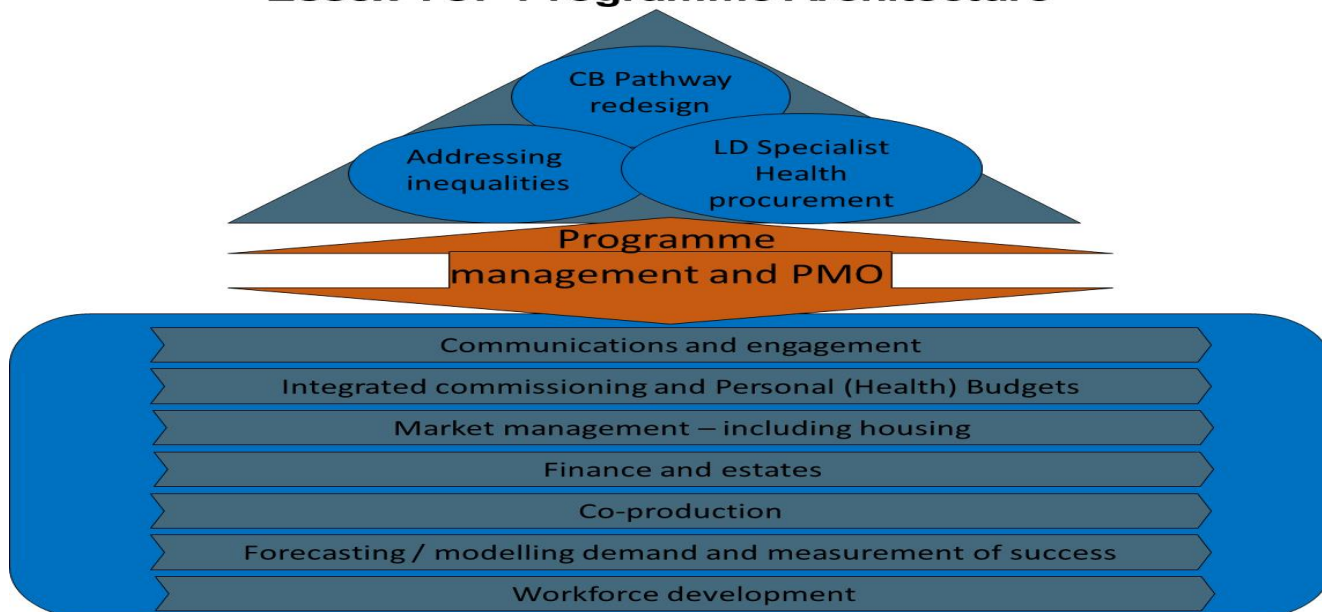 Programme Architecture
CB Pathway
redesign
Addressing
inequalities
LD Specialist
Health
procurement
Programme
management and PMO
Communications and engagement
Integrated commissioning and Personal (Health) Budgets
Market management – including housing
Finance and estates
Co-production
Forecasting / modelling demand and measurement of success
Workforce development